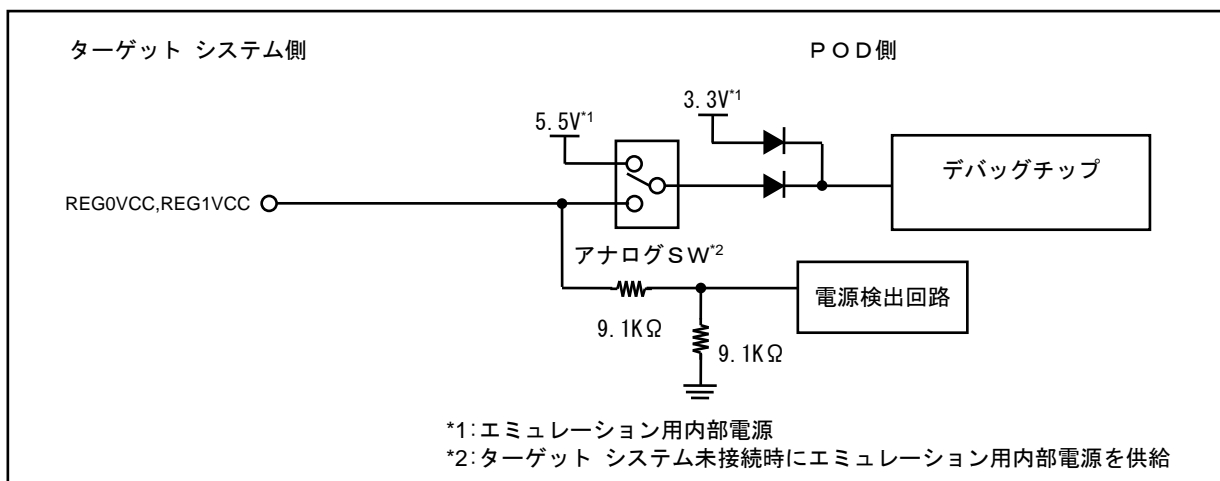 ターゲット システム側
ＰＯＤ側
3.3V*1
5.5V*1
デバッグチップ
REG0VCC,REG1VCC
アナログＳＷ*2
電源検出回路
9.1KΩ
9.1KΩ
*1:エミュレーション用内部電源
*2:ターゲット システム未接続時にエミュレーション用内部電源を供給